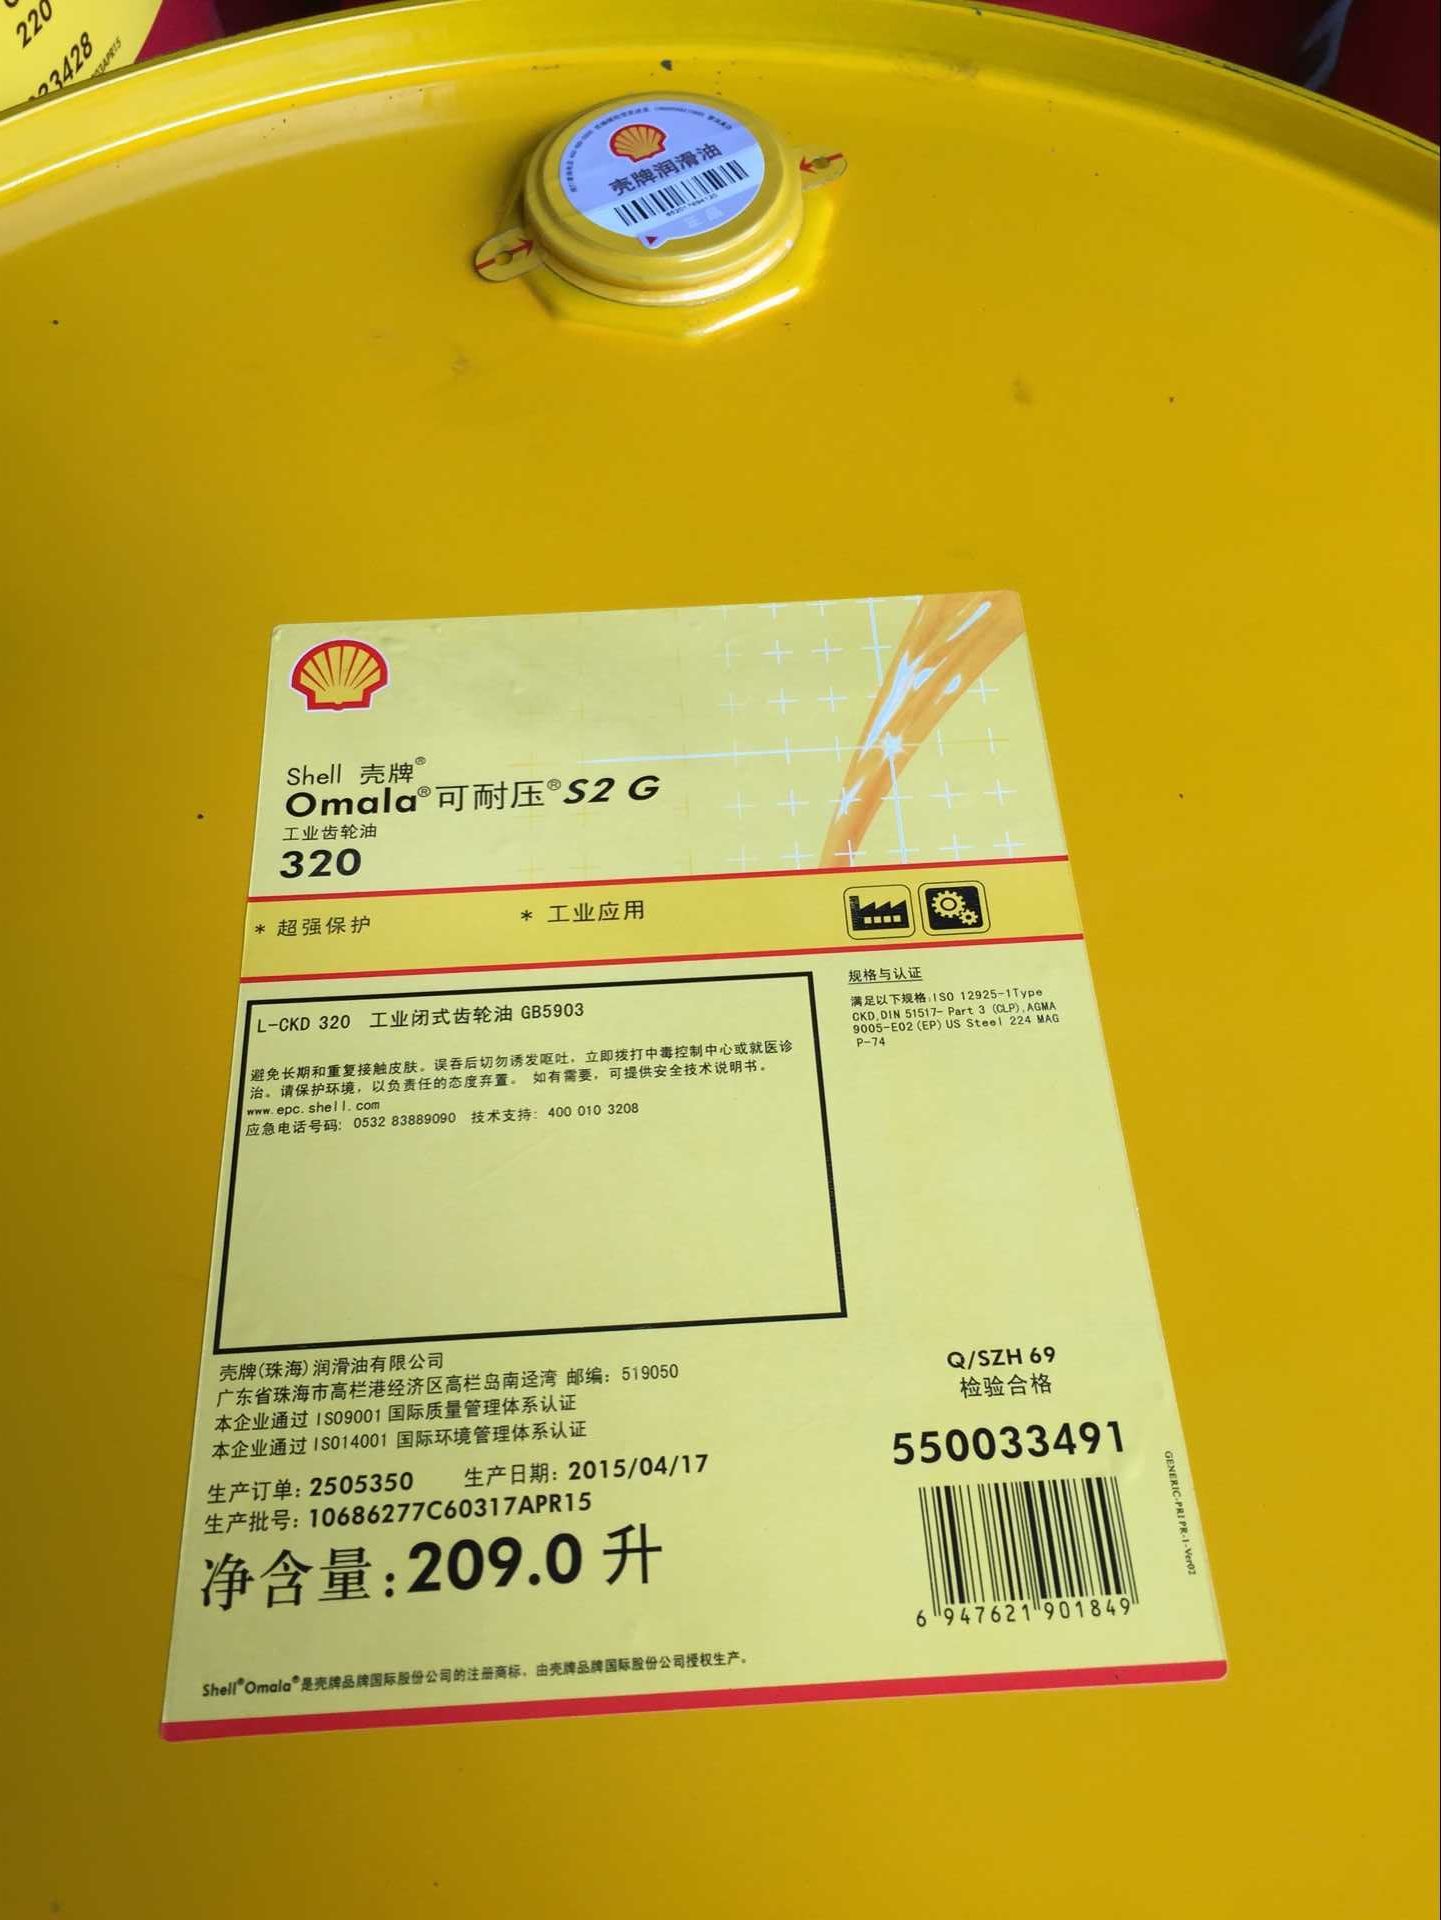 220
23428
壳牌润滑油
Shell 壳牌®
Omala®可耐压®S2 G
工业齿轮油
320
* 超强保护
* 工业应用
L-CKD 320 工业闭式齿轮油 GB5903
避免长期和重复接触皮肤。误吞后切勿诱发呕吐，立即拨打中毒控制中心或就医诊
治。请保护环境，以负责任的态度弃置。 如有需要，可提供安全技术说明书。
www.epc.shell.com
应急电话号码: 0532 83889090 技术支持: 400 010 3208
规格与认证
满足以下规格:ISO 12925-1Type
CKD,DIN 51517- Part 3 (CLP),AGMA
9005-E02(EP)US Steel 224 MAG
P-74
壳牌(珠海)润滑油有限公司
广东省珠海市高栏港经济区高栏岛南迳湾 邮编: 519050
本企业通过 ISO9001 国际质量管理体系认证
本企业通过 ISO14001 国际环境管理体系认证
生产订单: 2505350 生产日期: 2015/04/17
生产批号: 10686277C60317APR15
净含量:209.0 升
Q/SZH 69
检验合格
550033491
6 947621 901849
GENERIC-PRI PR-1-Ver02
Shell®Omala®是壳牌品牌国际股份公司的注册商标，由壳牌品牌国际股份公司授权生产。